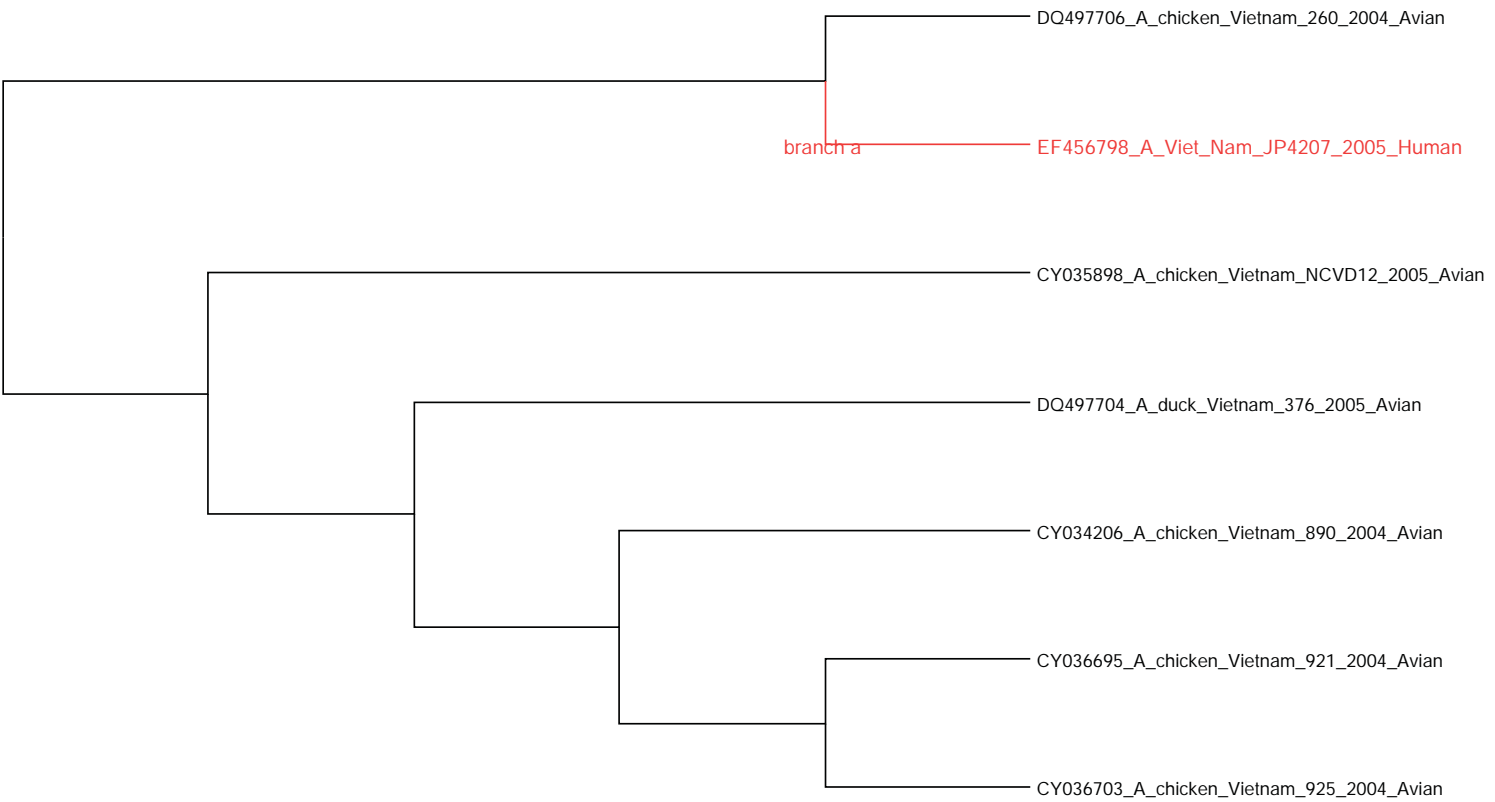 DQ497706_A_chicken_Vietnam_260_2004_Avian
branch a
EF456798_A_Viet_Nam_JP4207_2005_Human
CY035898_A_chicken_Vietnam_NCVD12_2005_Avian
DQ497704_A_duck_Vietnam_376_2005_Avian
CY034206_A_chicken_Vietnam_890_2004_Avian
CY036695_A_chicken_Vietnam_921_2004_Avian
CY036703_A_chicken_Vietnam_925_2004_Avian